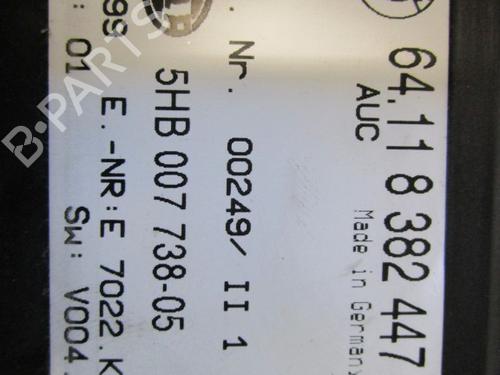 64.11 8 382 447
AUC Made in Germany
Nr. 00249/ II 1
5HB 007 738-05
99 E.-NR:E 7022.K
: 01 SW: V004.
B-PARTS